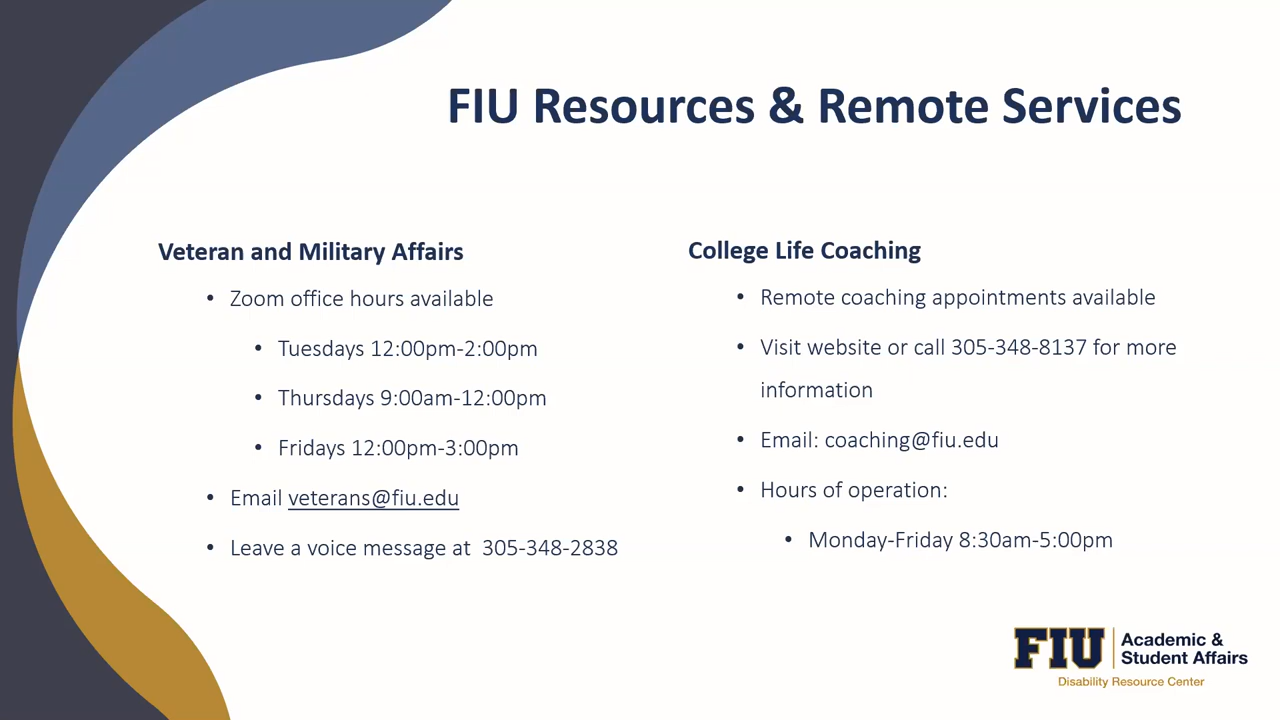 FIU Resources & Remote Services
Veteran and Military Affairs
• Zoom office hours available
• Tuesdays 12:00pm-2:00pm
• Thursdays 9:00am-12:00pm
• Fridays 12:00pm-3:00pm
• Email veterans@fiu.edu
• Leave a voice message at  305-348-2838
College Life Coaching
• Remote coaching appointments available
• Visit website or call 305-348-8137 for more
information
• Email: coaching@fiu.edu
• Hours of operation:
• Monday-Friday 8:30am-5:00pm
FIU
Academic &
Student Affairs
Disability Resource Center